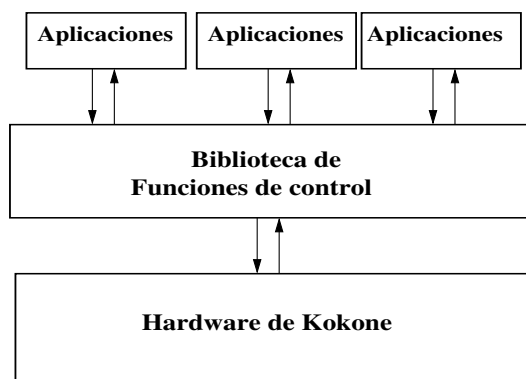 Aplicaciones
Aplicaciones
Aplicaciones
Biblioteca de
Funciones de control
Hardware de Kokone